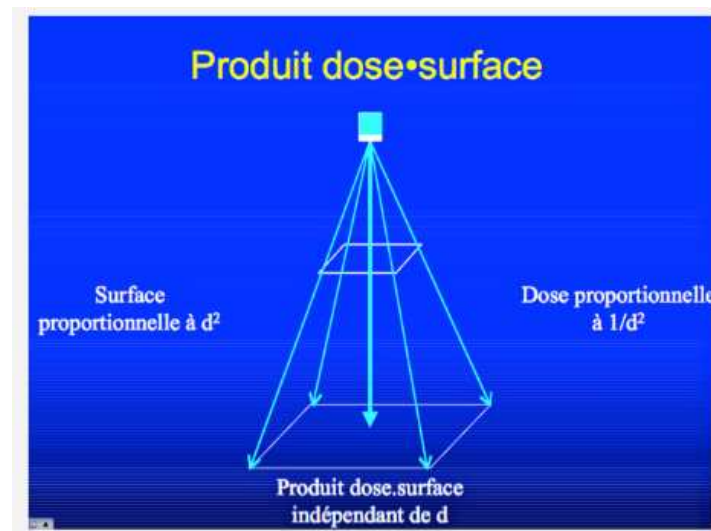 Produit dose•surface
Surface
proportionnelle à d²
Dose proportionnelle
à 1/d²
Produit dose.surface
indépendant de d